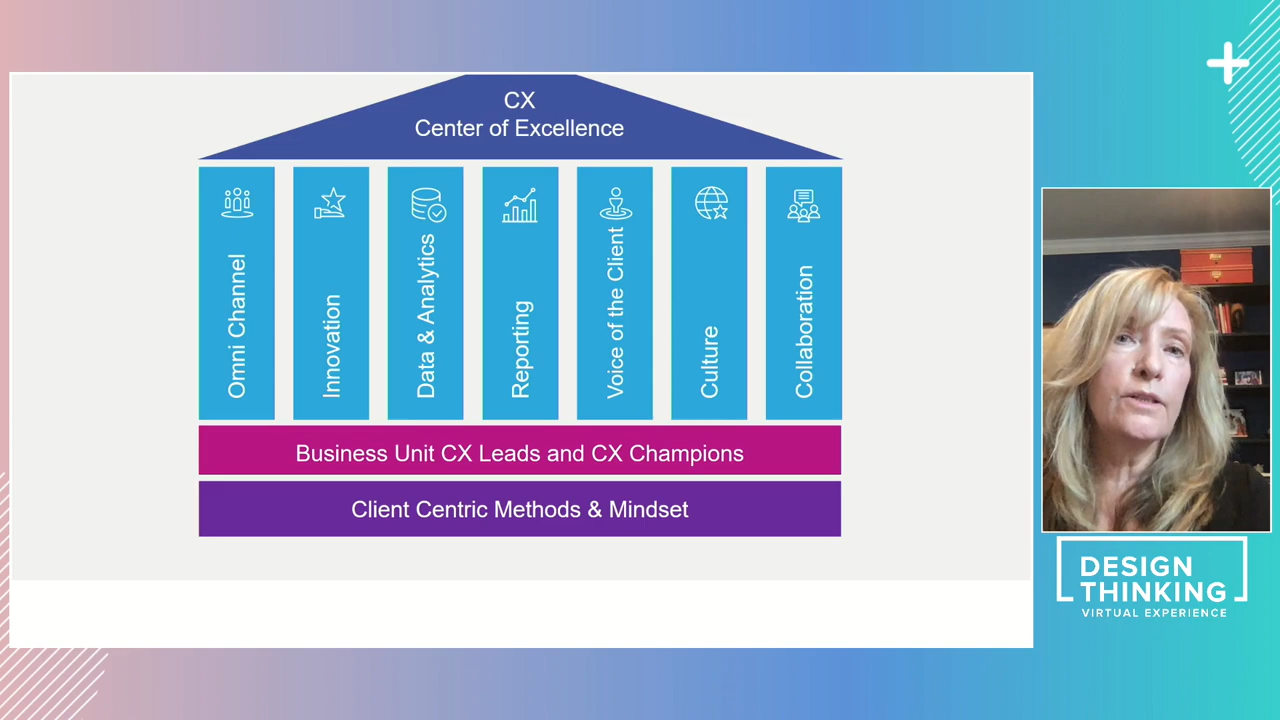 CX
Center of Excellence
Omni Channel
Innovation
Data & Analytics
Reporting
Voice of the Client
Culture
Collaboration
Business Unit CX Leads and CX Champions
Client Centric Methods & Mindset
DESIGN
THINKING
VIRTUAL EXPERIENCE